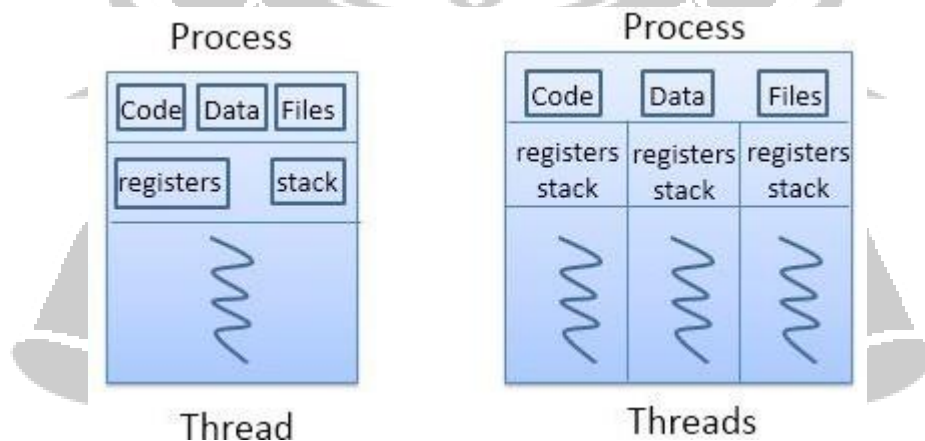 Process
Code Data Files
registers stack
Thread
Process
Code Data Files
registers registers registers
stack stack stack
Threads